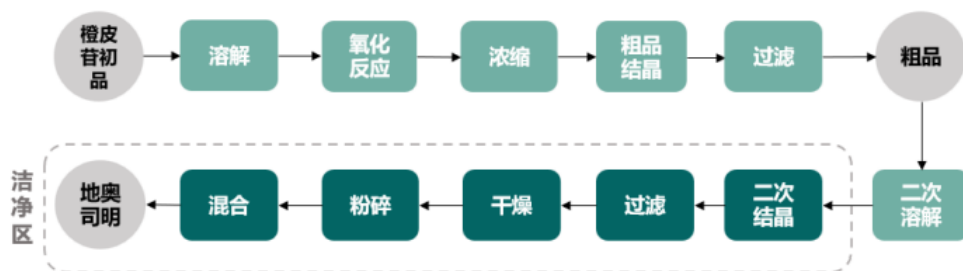 橙皮
苷初
品
溶解
氧化
反应
浓缩
粗品
结晶
过滤
粗品
洁
净
区
地奥
司明
混合
粉碎
干燥
过滤
二次
结晶
二次
溶解